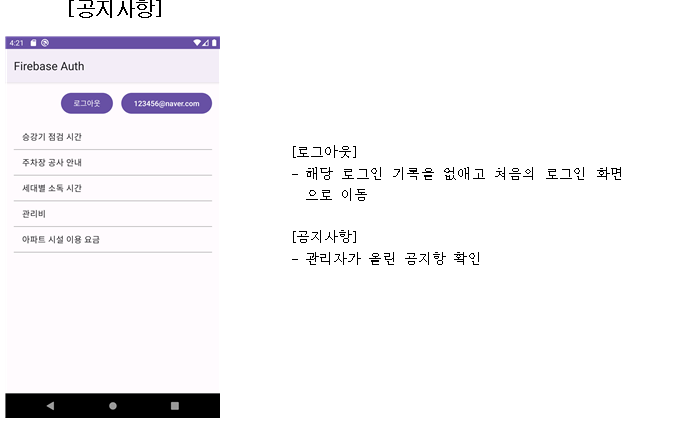 [공지사항]
4:21
Firebase Auth
로그아웃
123456@naver.com
승강기 점검 시간
주차장 공사 안내
세대별 소독 시간
관리비
아파트 시설 이용 요금
[로그아웃]
- 해당 로그인 기록을 없애고 처음의 로그인 화면
으로 이동
[공지사항]
- 관리자가 올린 공지항 확인